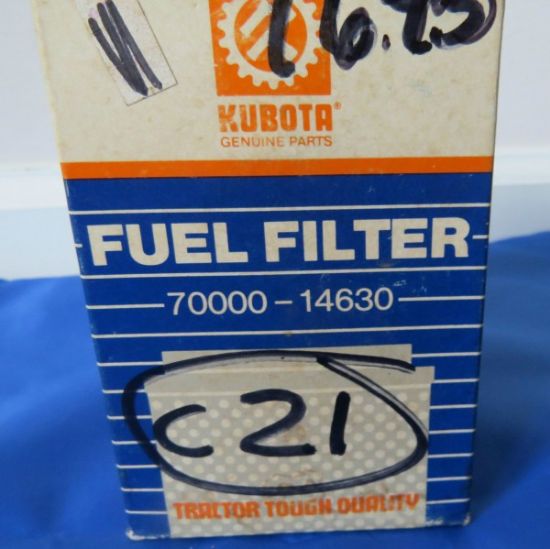 16.95
KUBOTA®
GENUINE PARTS
FUEL FILTER
70000-14630
C21
TRACTOR TOUGH QUALITY